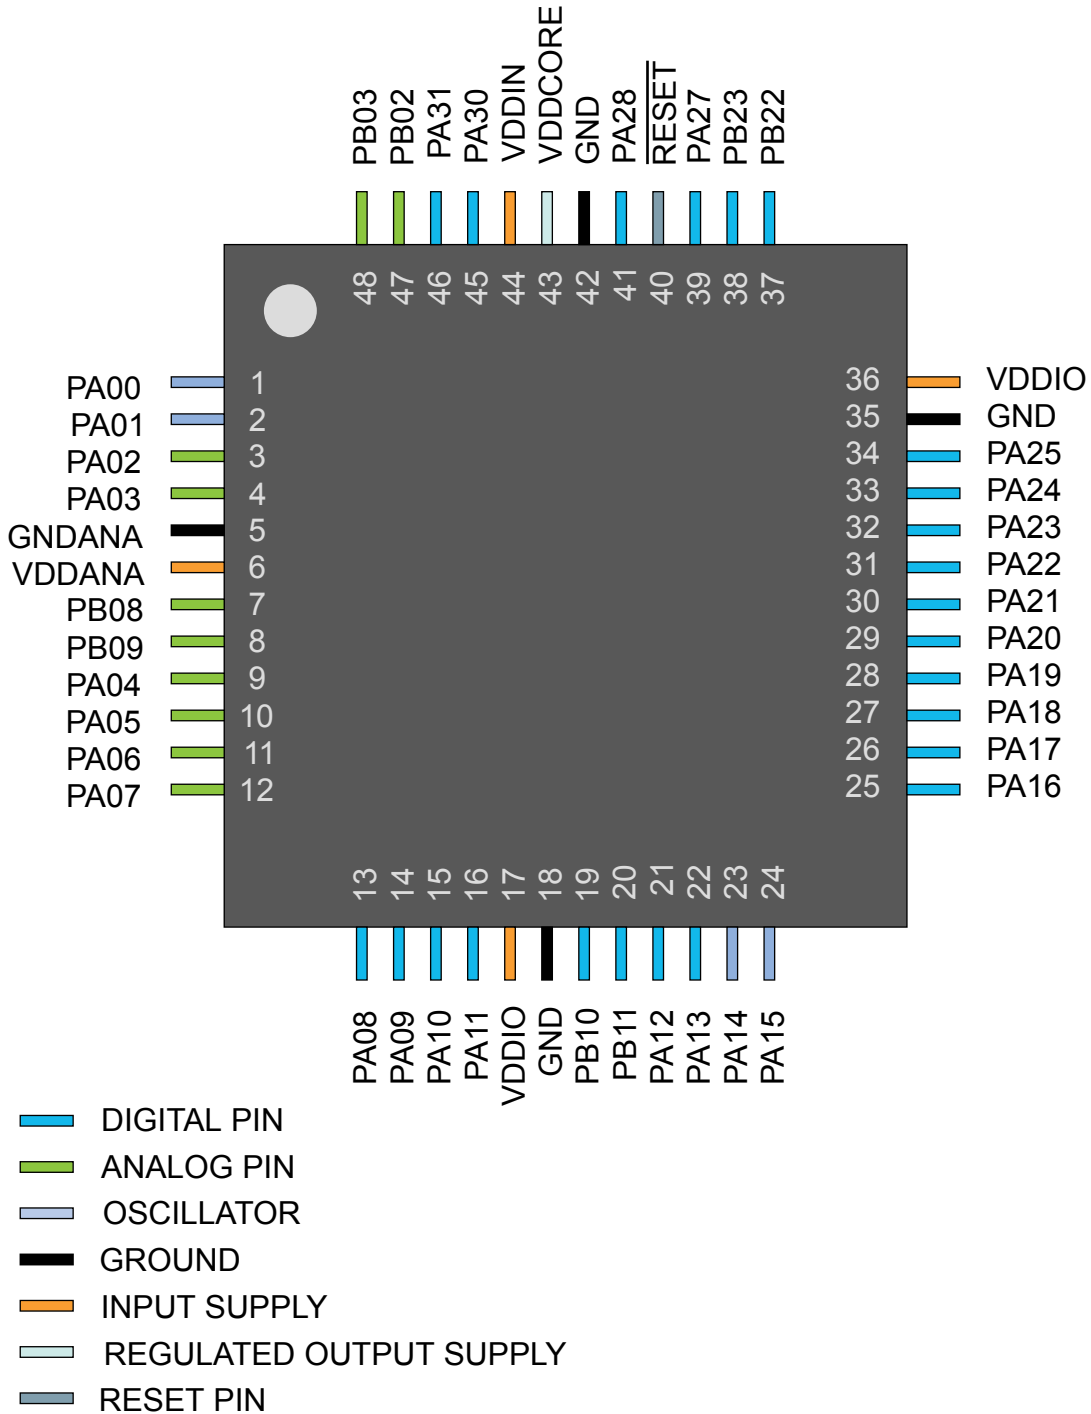 PB03
PB02
PA31
PA30
VDDIN
VDDCORE
GND
PA28
RESET
PA27
PB23
PB22
48
47
46
45
44
43
42
41
40
39
38
37
PA00 1
PA01 2
PA02 3
PA03 4
GNDANA 5
VDDANA 6
PB08 7
PB09 8
PA04 9
PA05 10
PA06 11
PA07 12
36 VDDIO
35 GND
34 PA25
33 PA24
32 PA23
31 PA22
30 PA21
29 PA20
28 PA19
27 PA18
26 PA17
25 PA16
13
14
15
16
17
18
19
20
21
22
23
24
PA08
PA09
PA10
PA11
VDDIO
GND
PB10
PB11
PA12
PA13
PA14
PA15
DIGITAL PIN
ANALOG PIN
OSCILLATOR
GROUND
INPUT SUPPLY
REGULATED OUTPUT SUPPLY
RESET PIN